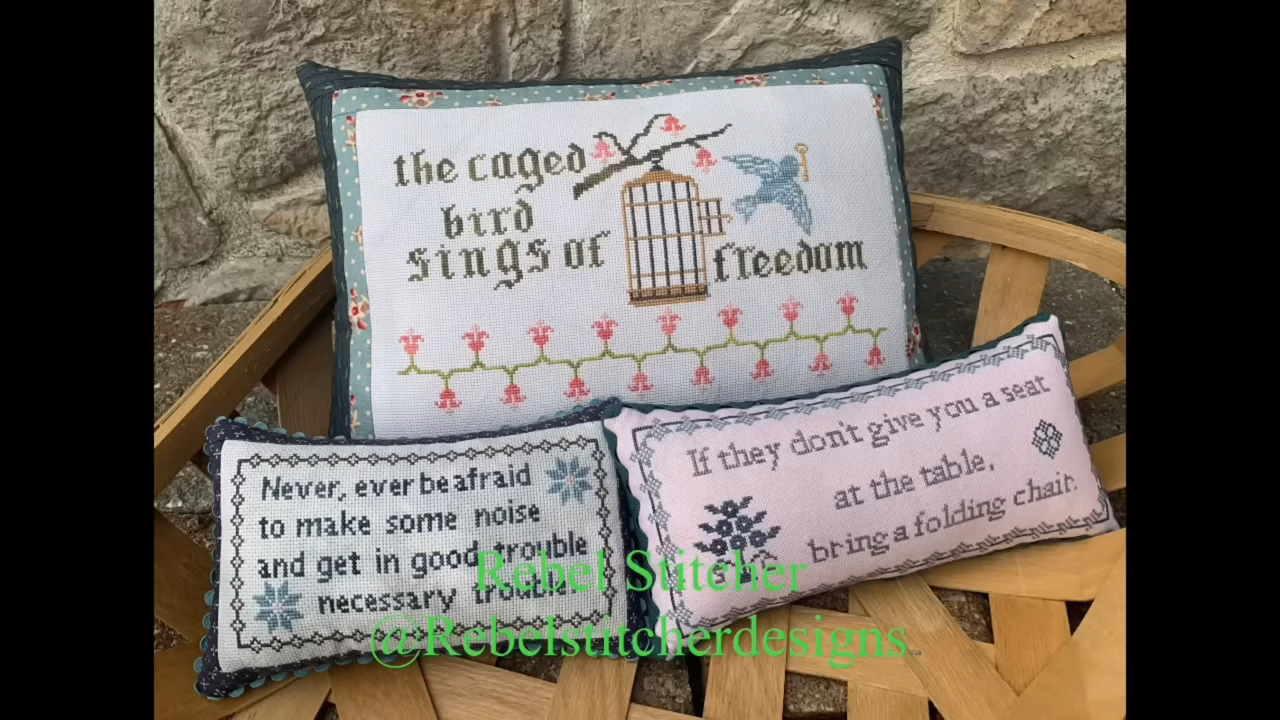 the caged
bird
sings of freedom
Never, ever be afraid
to make some noise
and get in good trouble
necessary trouble.
If they don't give you a seat
at the table,
bring a folding chair.
Rebel Stitcher
@Rebelstitcherdesigns